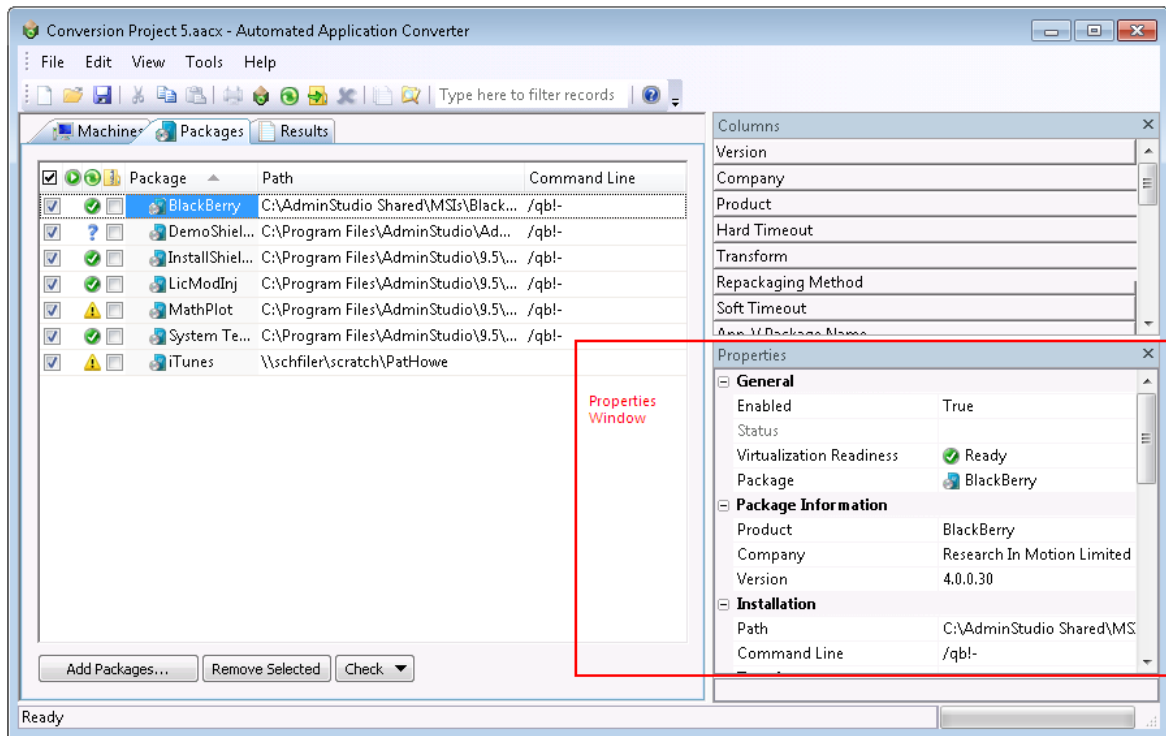 Conversion Project 5.aacx - Automated Application Converter
File Edit View Tools Help
Type here to filter records
Machines Packages Results
Package Path Command Line
BlackBerry C:\AdminStudio Shared\MSIs\Black... /qb!-
DemoShiel... C:\Program Files\AdminStudio\Ad... /qb!-
InstallShiel... C:\Program Files\AdminStudio\9.5\... /qb!-
LicModInj C:\Program Files\AdminStudio\9.5\... /qb!-
MathPlot C:\Program Files\AdminStudio\9.5\... /qb!-
System Te... C:\Program Files\AdminStudio\9.5\... /qb!-
iTunes \\schfiler\scratch\PatHowe
Add Packages... Remove Selected Check
Columns
Version
Company
Product
Hard Timeout
Transform
Repackaging Method
Soft Timeout
App-V Package Name
Properties
Window
Properties
General
Enabled True
Status
Virtualization Readiness Ready
Package BlackBerry
Package Information
Product BlackBerry
Company Research In Motion Limited
Version 4.0.0.30
Installation
Path C:\AdminStudio Shared\MS
Command Line /qb!-
Ready